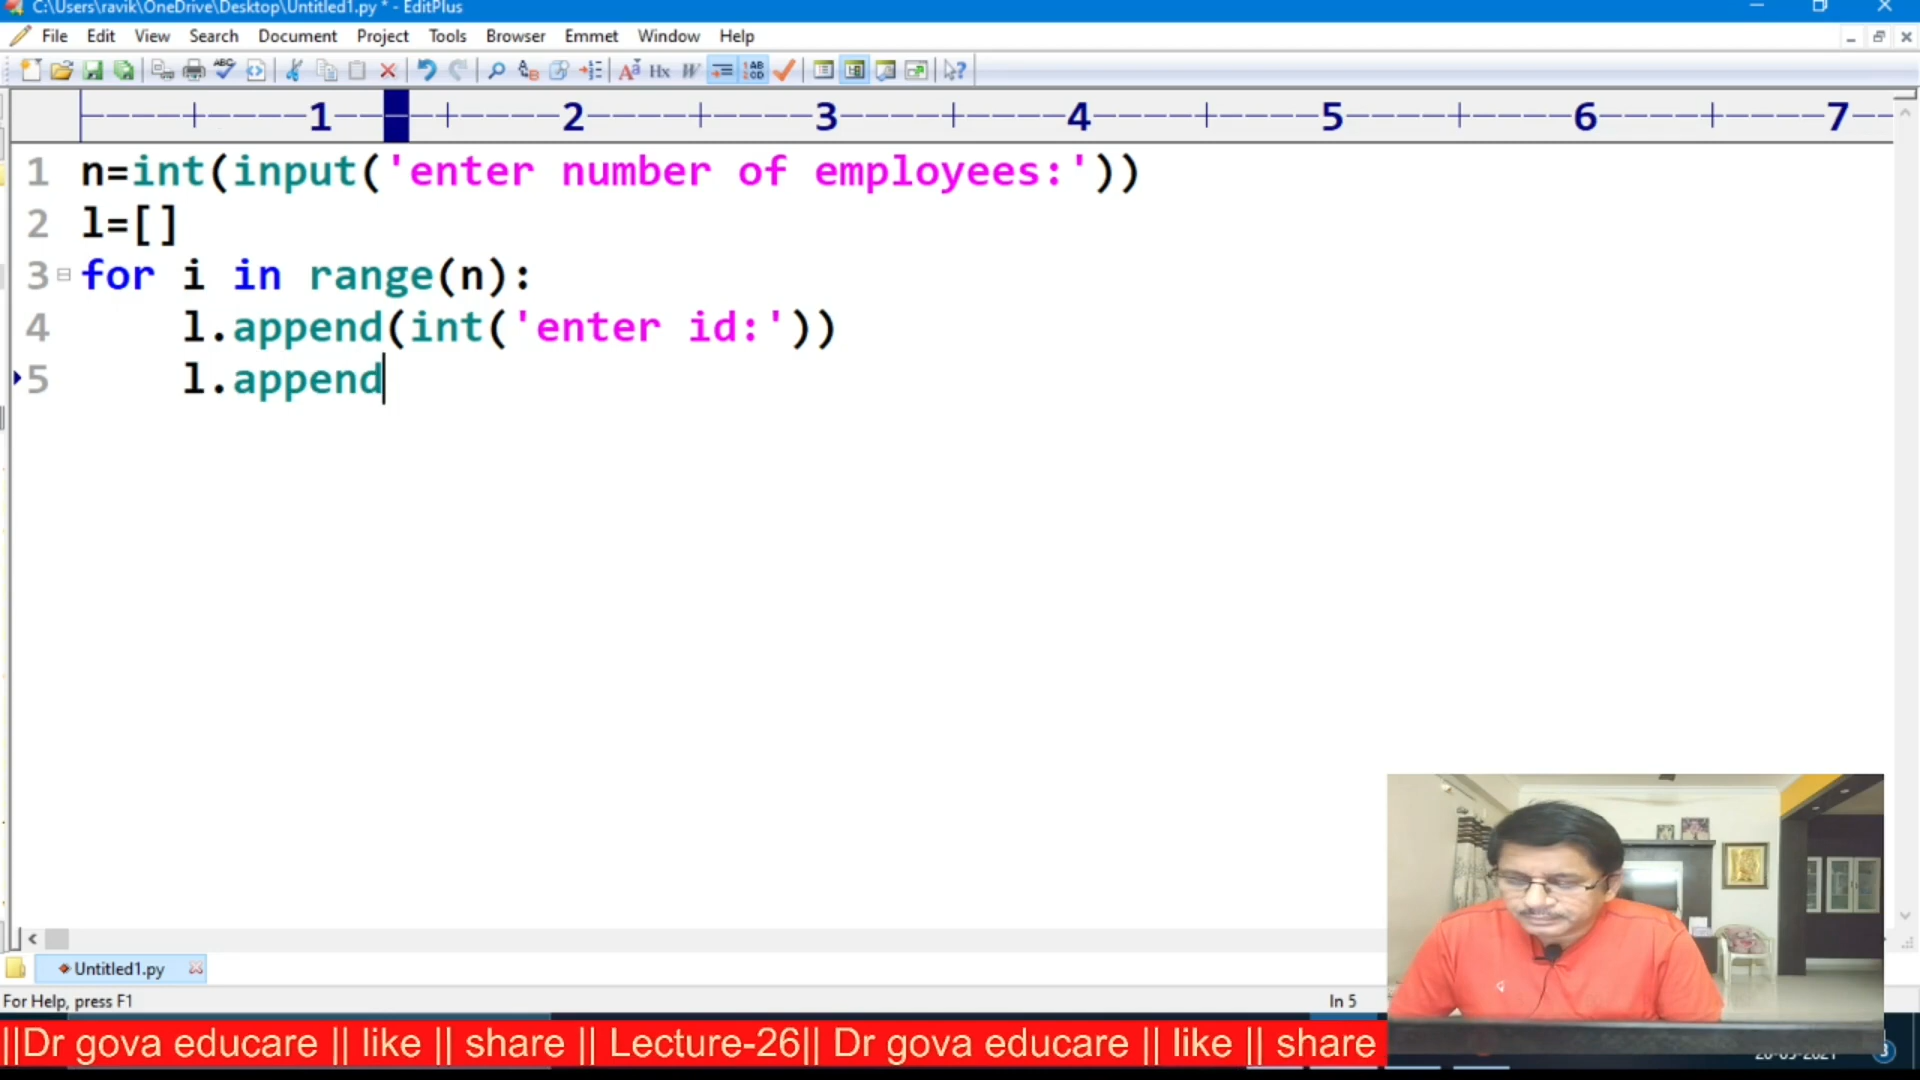 C:\Users\ravik\OneDrive\Desktop\Untitled1.py * - EditPlus
File Edit View Search Document Project Tools Browser Emmet Window Help
1 2 3 4 5 6 7
1 n=int(input('enter number of employees:'))
2 l=[]
3 for i in range(n):
4 l.append(int('enter id:'))
5 l.append
Untitled1.py
For Help, press F1
ln 5
||Dr gova educare || like || share || Lecture-26|| Dr gova educare || like || share